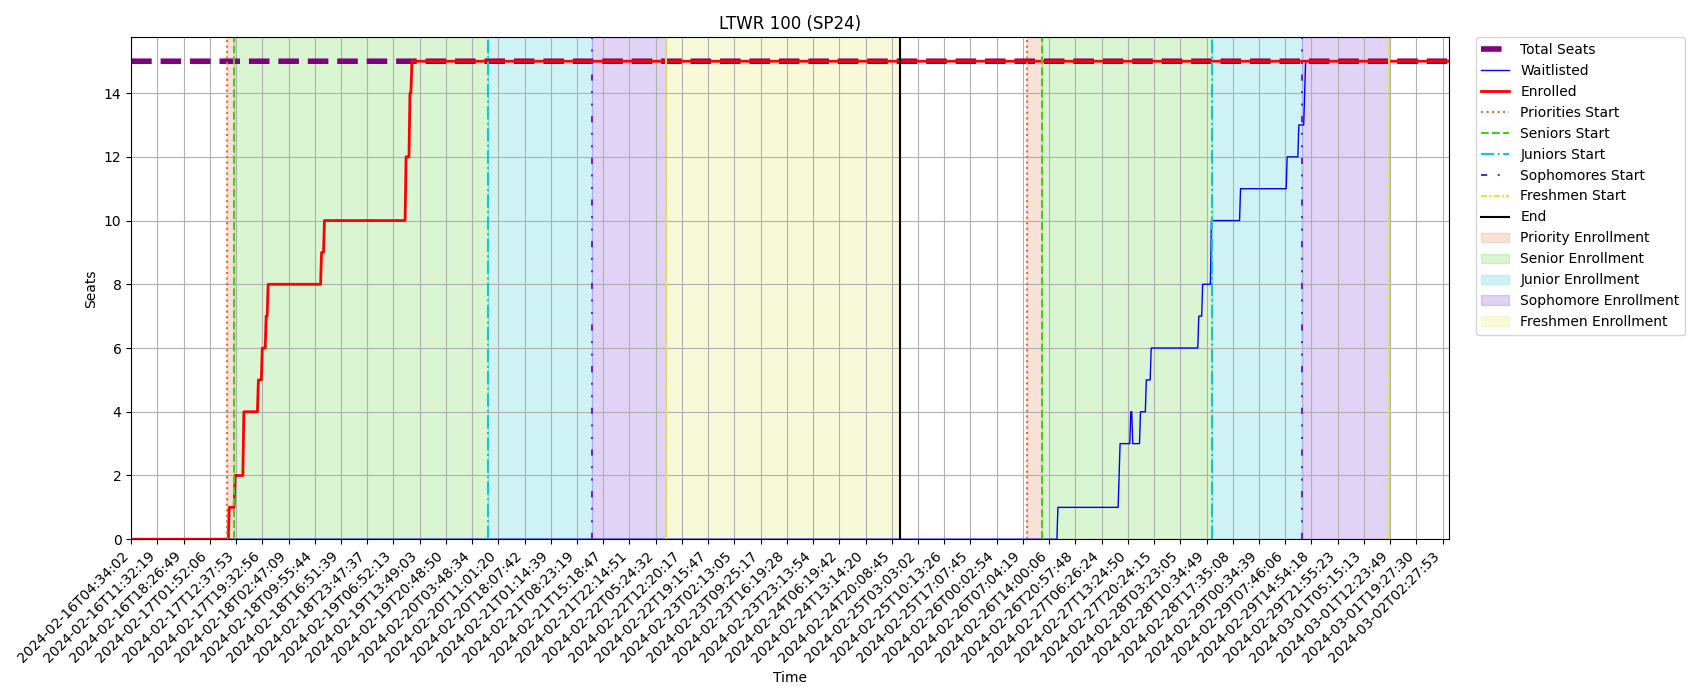 LTWR 100 (SP24)
Seats
14
12
10
8
6
4
2
0
2024-02-16T04:34:02
2024-02-16T11:32:19
2024-02-16T18:26:49
2024-02-17T01:52:06
2024-02-17T12:37:53
2024-02-17T19:32:56
2024-02-18T02:47:09
2024-02-18T09:55:44
2024-02-18T16:51:39
2024-02-18T23:47:37
2024-02-19T06:52:13
2024-02-19T13:49:03
2024-02-19T20:48:50
2024-02-20T03:48:34
2024-02-20T11:01:20
2024-02-20T18:07:42
2024-02-21T01:14:39
2024-02-21T08:23:19
2024-02-21T15:18:47
2024-02-21T22:14:51
2024-02-22T05:24:32
2024-02-22T12:20:17
2024-02-22T19:15:47
2024-02-23T02:13:05
2024-02-23T09:25:17
2024-02-23T16:19:28
2024-02-23T23:13:54
2024-02-24T06:19:42
2024-02-24T13:14:20
2024-02-24T20:08:45
2024-02-25T03:03:02
2024-02-25T10:13:26
2024-02-25T17:07:45
2024-02-26T00:02:54
2024-02-26T07:04:19
2024-02-26T14:00:06
2024-02-26T20:57:48
2024-02-27T06:26:24
2024-02-27T13:24:50
2024-02-27T20:24:15
2024-02-28T03:23:05
2024-02-28T10:34:49
2024-02-28T17:35:08
2024-02-29T00:34:39
2024-02-29T07:46:06
2024-02-29T14:54:18
2024-02-29T21:55:23
2024-03-01T05:15:13
2024-03-01T12:23:49
2024-03-01T19:27:30
2024-03-02T02:27:53
Time
Total Seats
Waitlisted
Enrolled
Priorities Start
Seniors Start
Juniors Start
Sophomores Start
Freshmen Start
End
Priority Enrollment
Senior Enrollment
Junior Enrollment
Sophomore Enrollment
Freshmen Enrollment